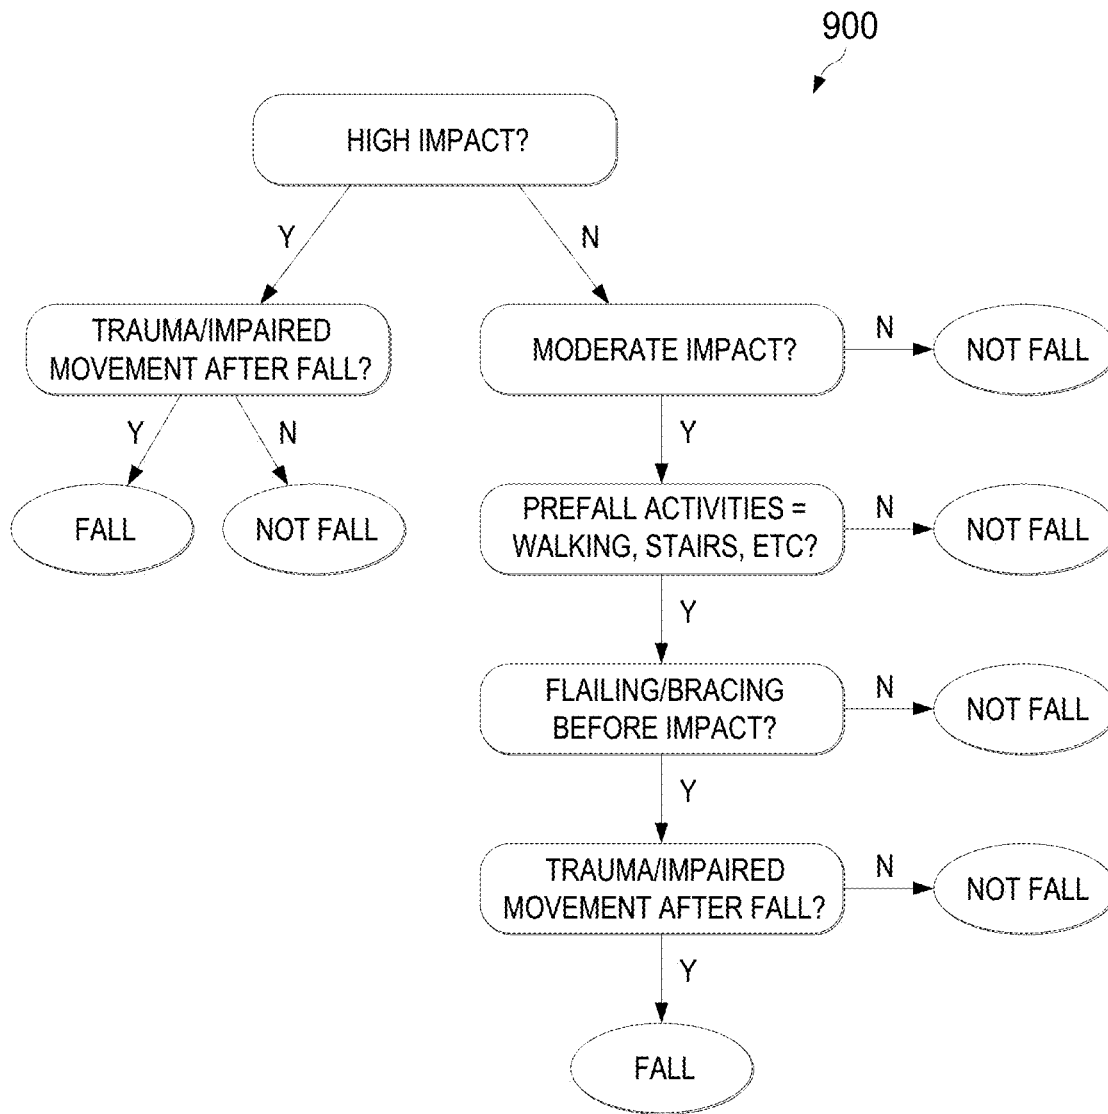 900
HIGH IMPACT?
Y
N
TRAUMA/IMPAIRED
MOVEMENT AFTER FALL?
MODERATE IMPACT?
N
NOT FALL
Y
N
Y
FALL
NOT FALL
PREFALL ACTIVITIES =
WALKING, STAIRS, ETC?
N
NOT FALL
Y
FLAILING/BRACING
BEFORE IMPACT?
N
NOT FALL
Y
TRAUMA/IMPAIRED
MOVEMENT AFTER FALL?
N
NOT FALL
Y
FALL